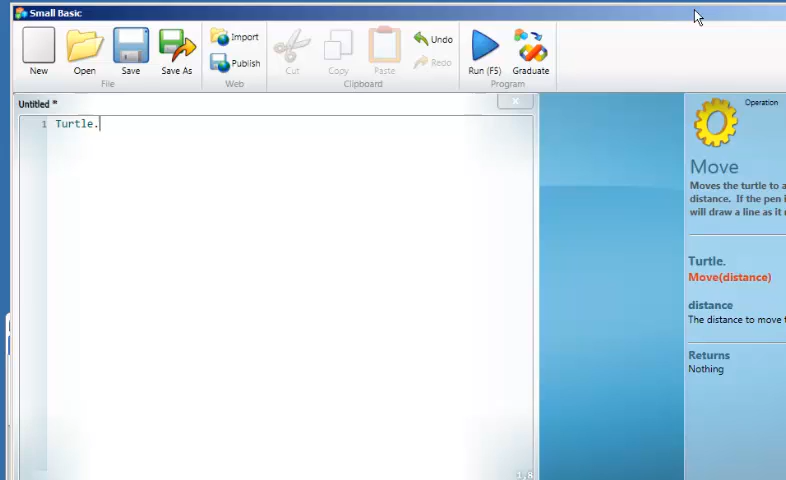 Small Basic
New
Open
Save
Save As
Import
Publish
Cut
Copy
Paste
Undo
Redo
Run (F5)
Graduate
File
Web
Clipboard
Program
Untitled *
1 Turtle.
1,8
Operation
Move
Moves the turtle to a
distance. If the pen i
will draw a line as it
Turtle.
Move(distance)
distance
The distance to move
Returns
Nothing